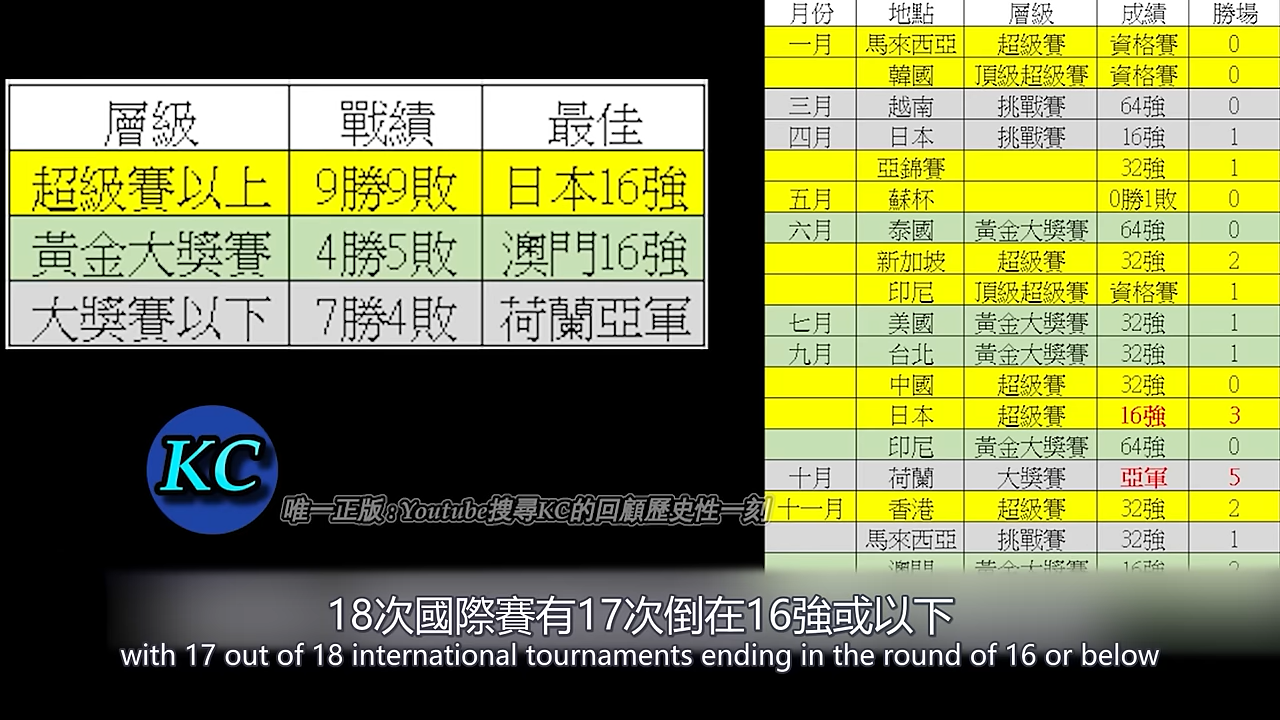 層級 戰績 最佳
超級賽以上 9勝9敗 日本16強
黃金大獎賽 4勝5敗 澳門16強
大獎賽以下 7勝4敗 荷蘭亞軍
月份 地點 層級 成績 勝場
一月 馬來西亞 超級賽 資格賽 0
韓國 頂級超級賽 資格賽 0
三月 越南 挑戰賽 64強 0
四月 日本 挑戰賽 16強 1
亞錦賽 32強 1
五月 蘇杯 0勝1敗 0
六月 泰國 黃金大獎賽 64強 0
新加坡 超級賽 32強 2
印尼 頂級超級賽 資格賽 1
七月 美國 黃金大獎賽 32強 1
九月 台北 黃金大獎賽 32強 1
中國 超級賽 32強 0
日本 超級賽 16強 3
印尼 黃金大獎賽 64強 0
十月 荷蘭 大獎賽 亞軍 5
十一月 香港 超級賽 32強 2
馬來西亞 挑戰賽 32強 1
澳門 黃金大獎賽 16強 2
KC
唯一正版 : Youtube搜尋KC的回顧歷史性一刻
18次國際賽有17次倒在16強或以下
with 17 out of 18 international tournaments ending in the round of 16 or below